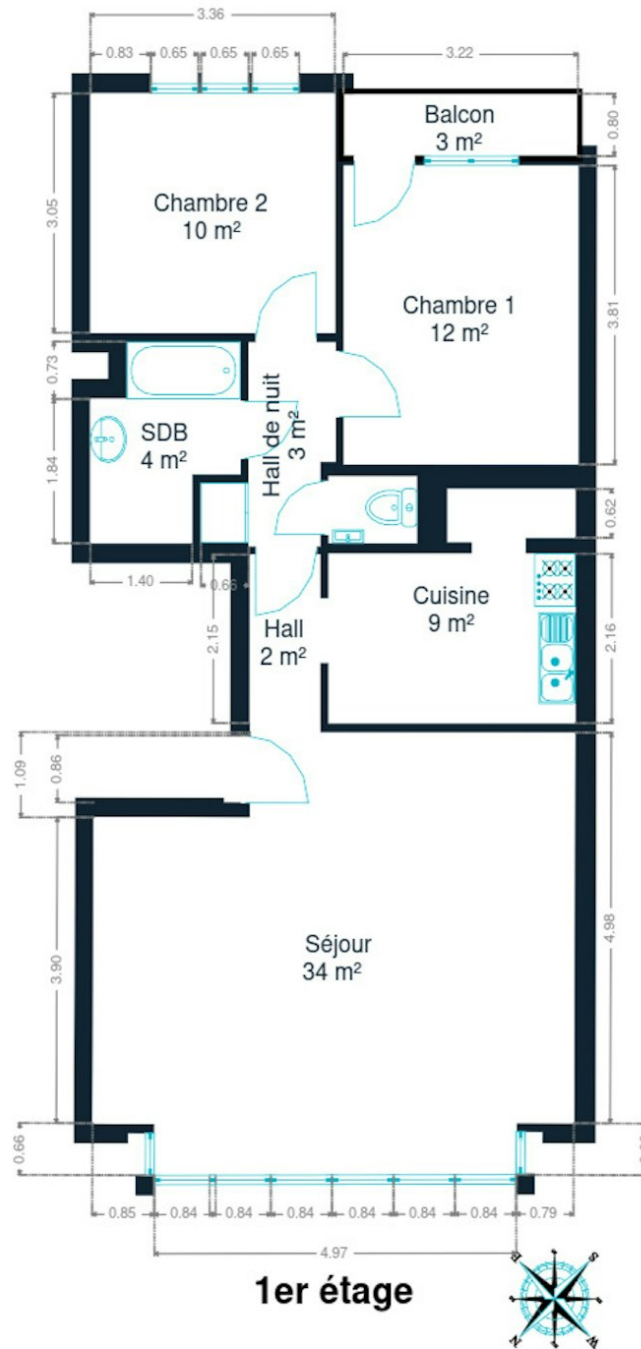 3.36
0.83 0.65 0.65 0.65
3.22
Balcon
3 m²
0.80
3.05
Chambre 2
10 m²
Chambre 1
12 m²
3.81
0.73
Hall de nuit
3 m²
SDB
4 m²
1.84
0.62
1.40
0.66
2.15
Hall
2 m²
Cuisine
9 m²
2.16
1.09
0.86
Séjour
34 m²
3.90
4.98
0.66
0.85 0.84 0.84 0.84 0.84 0.84 0.84 0.79
4.97
1er étage
E S
N W